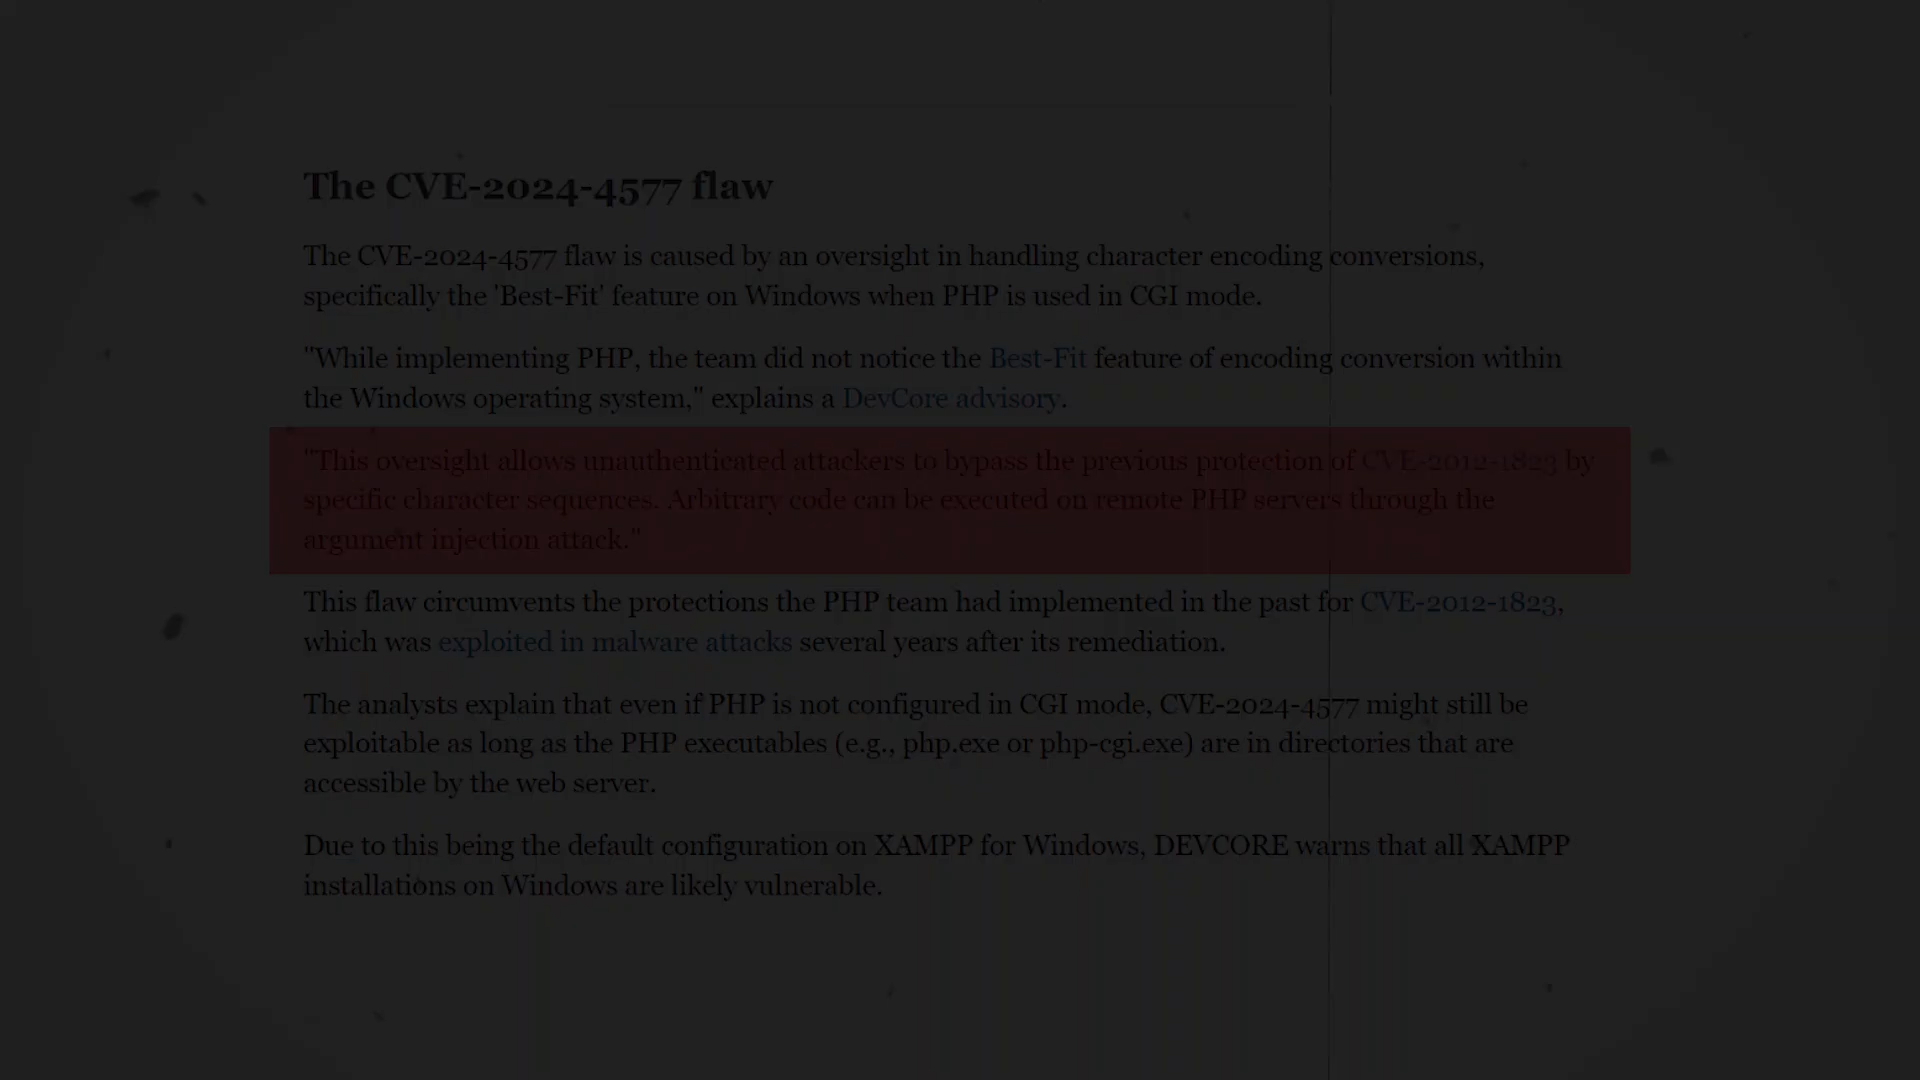 The CVE-2024-4577 flaw
The CVE-2024-4577 flaw is caused by an oversight in handling character encoding conversions,
specifically the 'Best-Fit' feature on Windows when PHP is used in CGI mode.
"While implementing PHP, the team did not notice the Best-Fit feature of encoding conversion within
the Windows operating system," explains a DevCore advisory.
"This oversight allows unauthenticated attackers to bypass the previous protection of CVE-2012-1823 by
specific character sequences. Arbitrary code can be executed on remote PHP servers through the
argument injection attack."
This flaw circumvents the protections the PHP team had implemented in the past for CVE-2012-1823,
which was exploited in malware attacks several years after its remediation.
The analysts explain that even if PHP is not configured in CGI mode, CVE-2024-4577 might still be
exploitable as long as the PHP executables (e.g., php.exe or php-cgi.exe) are in directories that are
accessible by the web server.
Due to this being the default configuration on XAMPP for Windows, DEVCORE warns that all XAMPP
installations on Windows are likely vulnerable.